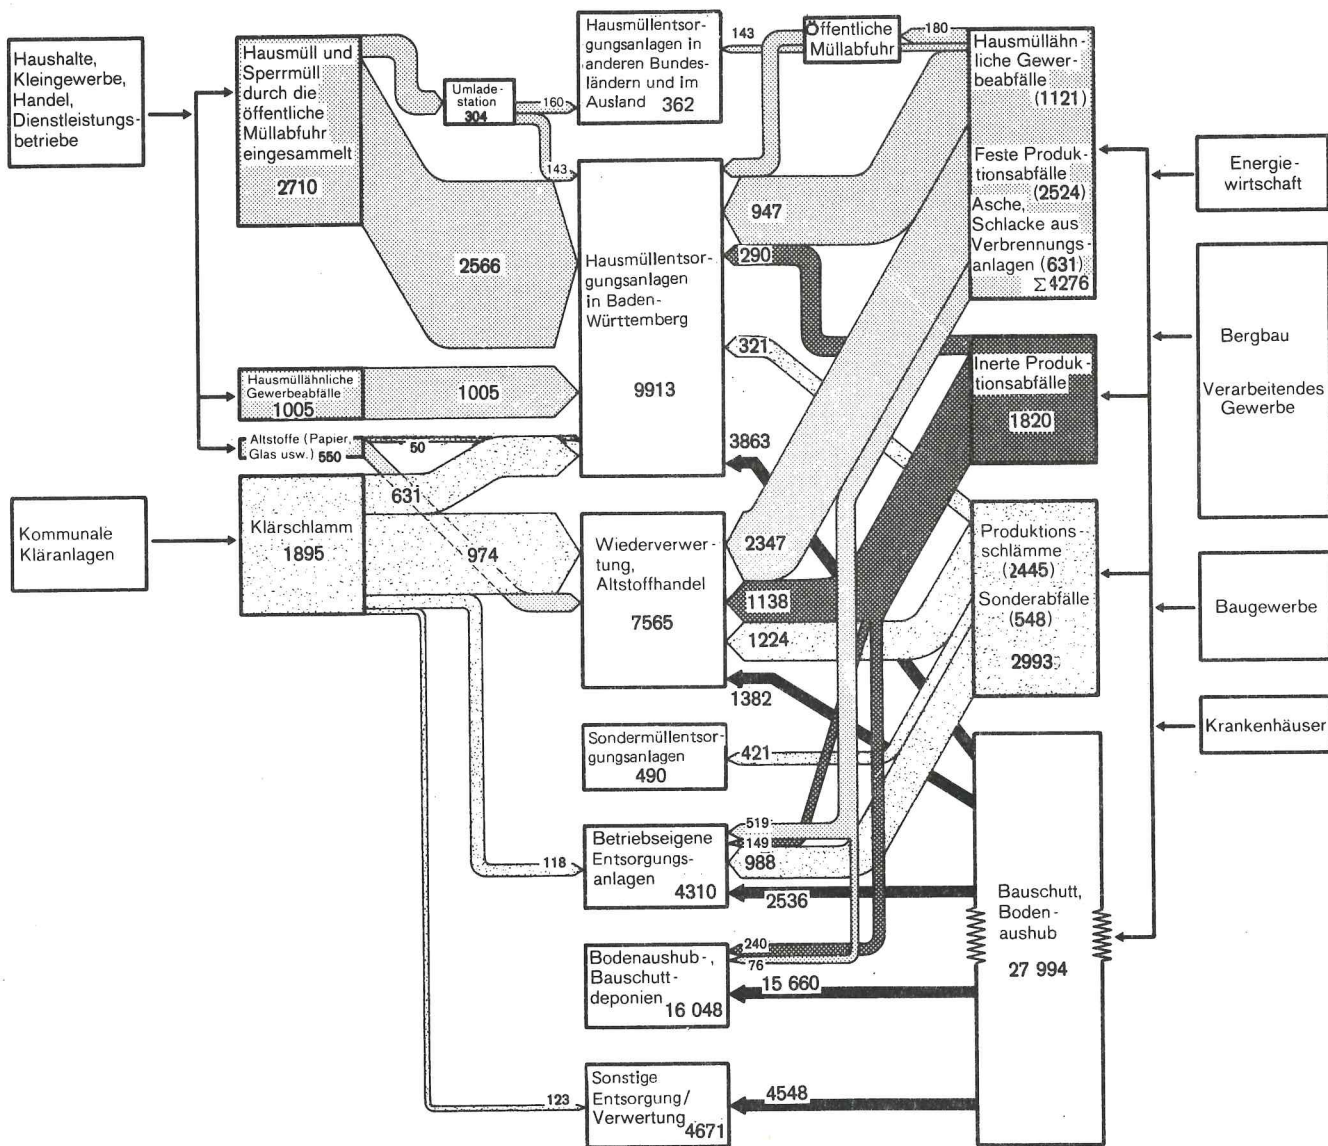 Haushalte,
Kleingewerbe,
Handel,
Dienstleistungs-
betriebe
Kommunale
Kläranlagen
Hausmüll und
Sperrmüll
durch die
öffentliche
Müllabfuhr
eingesammelt
2710
Hausmüllähnliche
Gewerbeabfälle
1005
Altstoffe (Papier,
Glas usw.) 550
Klärschlamm
1895
Umlade-
station
304
160
143
2566
1005
50
631
974
118
123
Hausmüllentsor-
gungsanlagen in
anderen Bundes-
ländern und im
Ausland 362
Hausmüllentsor-
gungsanlagen
in Baden-
Württemberg
9913
Wiederverwer-
tung,
Altstoffhandel
7565
Sondermüllentsor-
gungsanlagen
490
Betriebseigene
Entsorgungs-
anlagen
4310
Bodenaushub-,
Bauschutt-
deponien
16 048
Sonstige
Entsorgung/
Verwertung
4671
143
Öffentliche
Müllabfuhr
180
947
290
321
3863
2347
1138
1224
1382
421
519
149
988
2536
240
76
15 660
4548
Hausmüllähn-
liche Gewer-
beabfälle
(1121)
Feste Produk-
tionsabfälle
(2524)
Asche,
Schlacke aus
Verbrennungs-
anlagen (631)
Σ4276
Inerte Produk-
tionsabfälle
1820
Produktions-
schlämme
(2445)
Sonderabfälle
(548)
2993
Bauschutt,
Boden-
aushub
27 994
Energie-
wirtschaft
Bergbau
Verarbeitendes
Gewerbe
Baugewerbe
Krankenhäuser